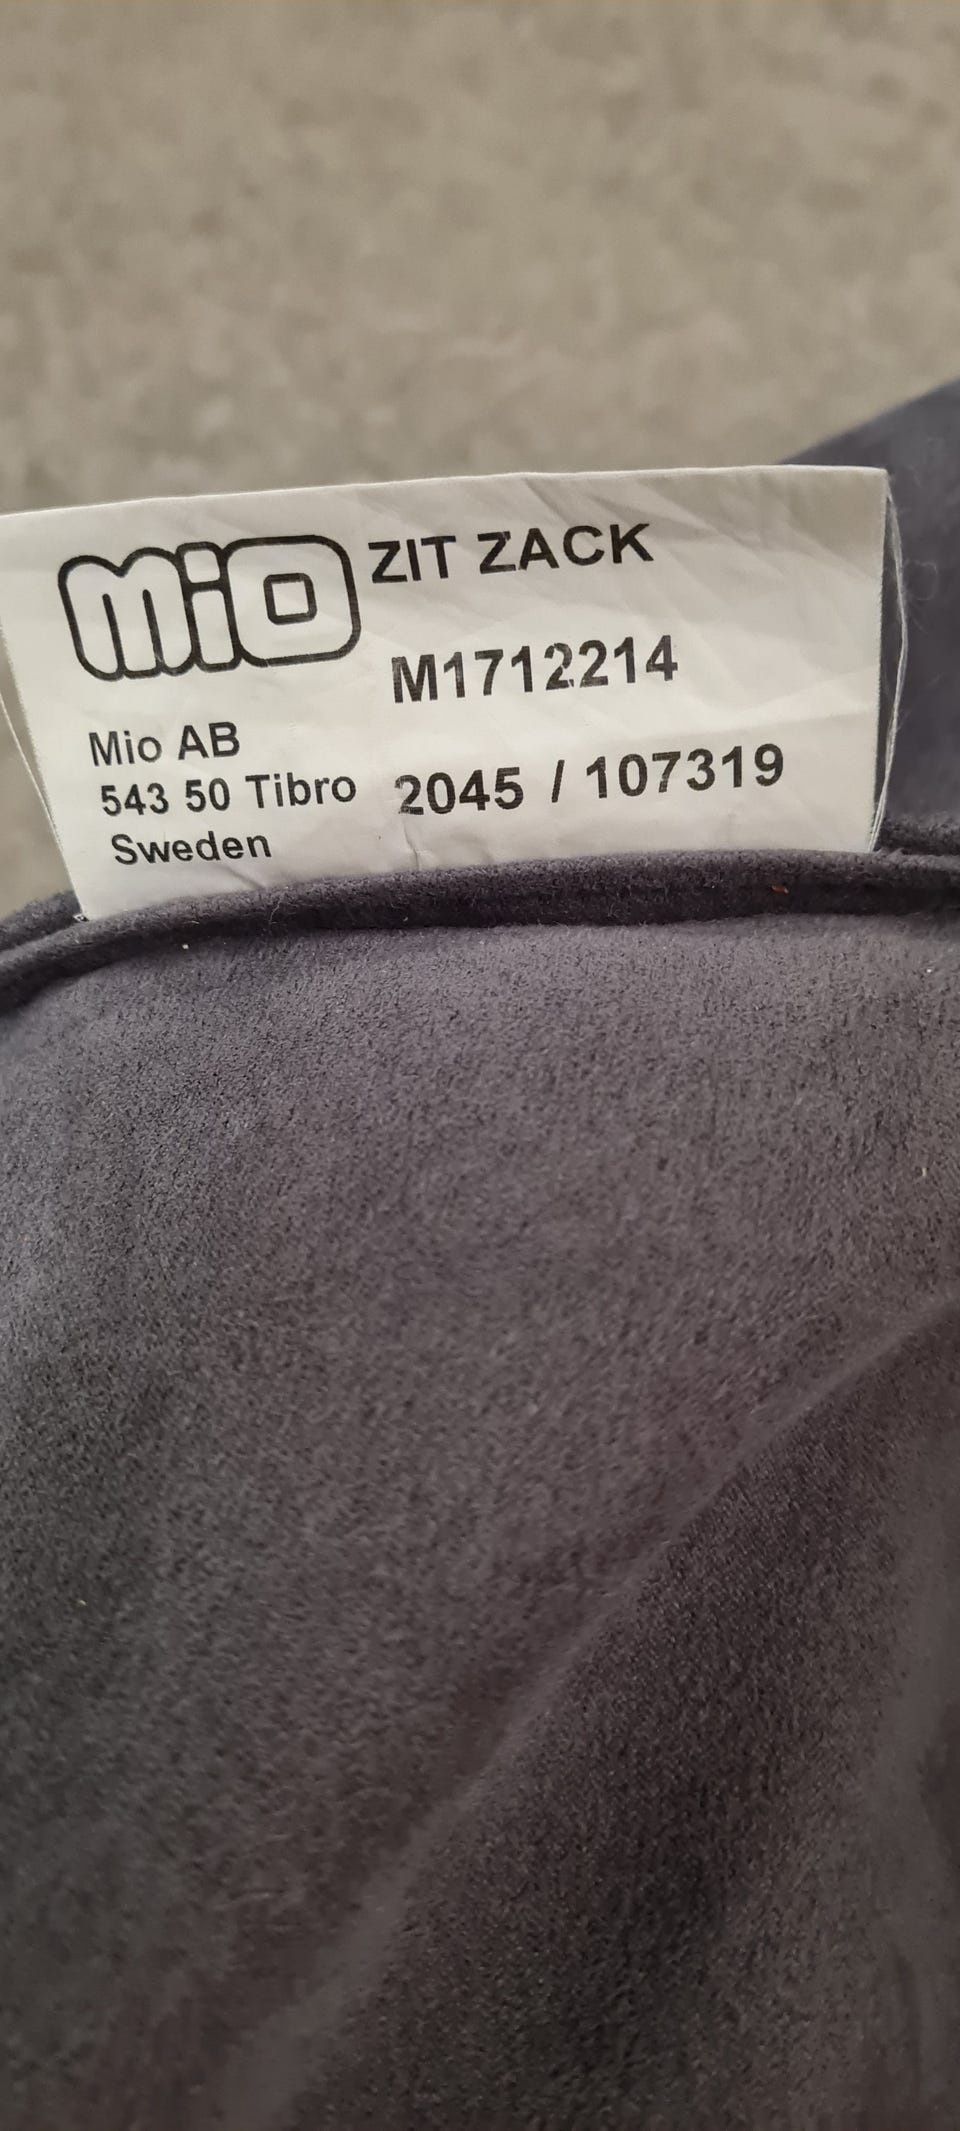 mio
ZIT ZACK
M1712214
Mio AB
543 50 Tibro
Sweden
2045 / 107319